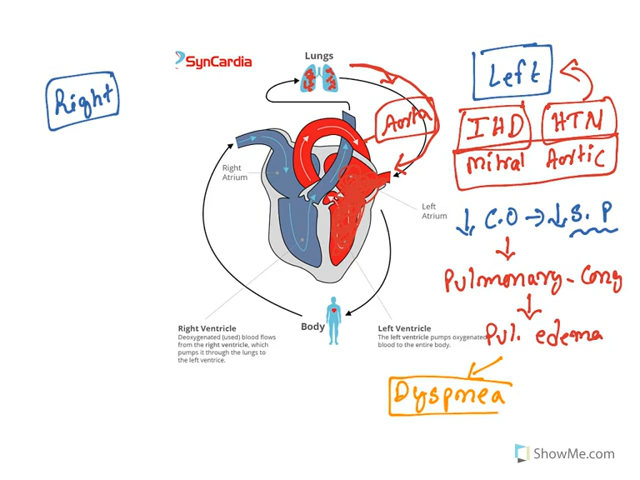 SynCardia
Lungs
Right
Left
Aorta
IHD HTN
Mitral Aortic
Right
Atrium
Left
Atrium
↓ C.O → ↓ S. P
↓
Pulmonary - Cong
↓
Pul. edema
Right Ventricle
Deoxygenated (used) blood flows
from the right ventricle, which
pumps it through the lungs to
the left ventrice.
Body
Left Ventricle
The left ventricle pumps oxygenated
blood to the entire body.
Dyspnea
ShowMe.com